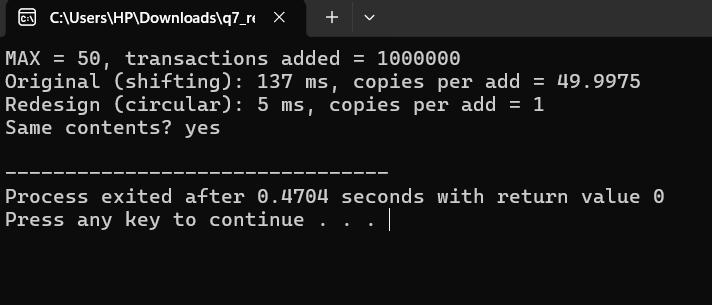 C:\Users\HP\Downloads\q7_re
MAX = 50, transactions added = 1000000
Original (shifting): 137 ms, copies per add = 49.9975
Redesign (circular): 5 ms, copies per add = 1
Same contents? yes
--------------------------------
Process exited after 0.4704 seconds with return value 0
Press any key to continue . . .